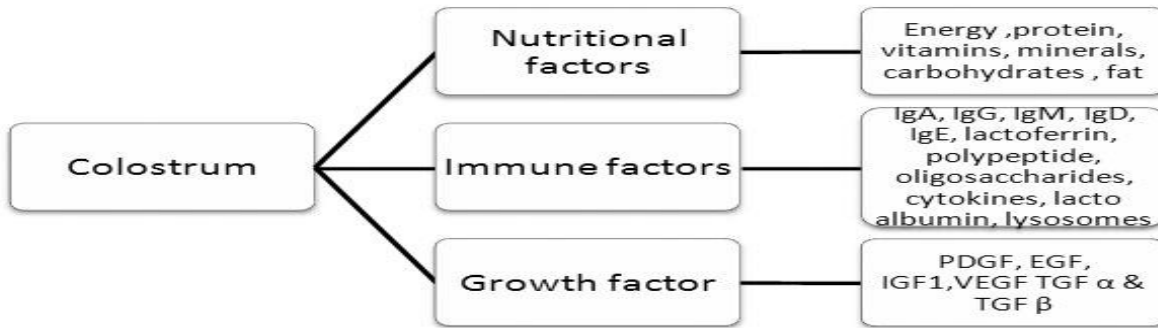 Colostrum
Nutritional
factors
Energy ,protein,
vitamins, minerals,
carbohydrates , fat
Immune factors
IgA, IgG, IgM, IgD,
IgE, lactoferrin,
polypeptide,
oligosaccharides,
cytokines, lacto
albumin, lysosomes
Growth factor
PDGF, EGF,
IGF1,VEGF TGF α &
TGF β